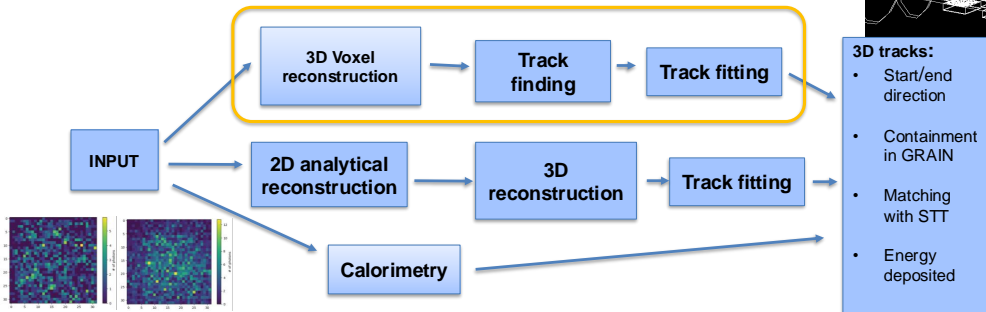 3D Voxel
reconstruction
Track
finding
Track fitting
INPUT
2D analytical
reconstruction
3D
reconstruction
Track fitting
Calorimetry
3D tracks:
• Start/end
direction
• Containment
in GRAIN
• Matching
with STT
• Energy
deposited